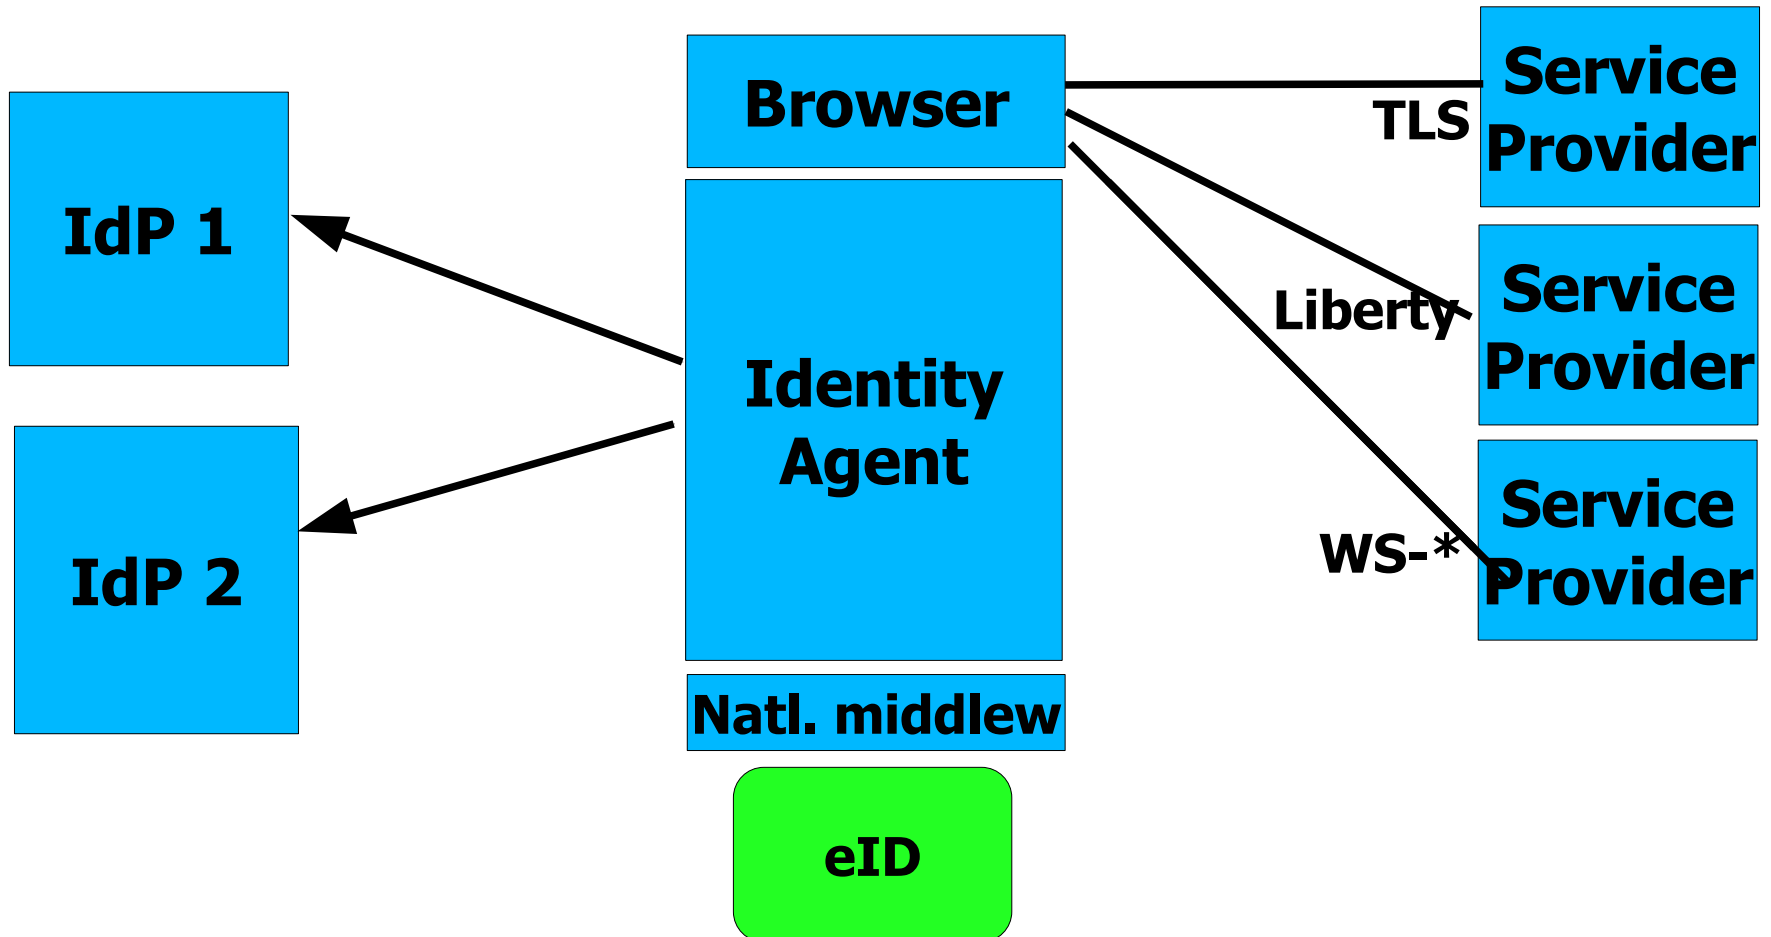 IdP 1
IdP 2
Browser
Identity
Agent
Natl. middlew
eID
TLS
Liberty
WS-*
Service
Provider
Service
Provider
Service
Provider